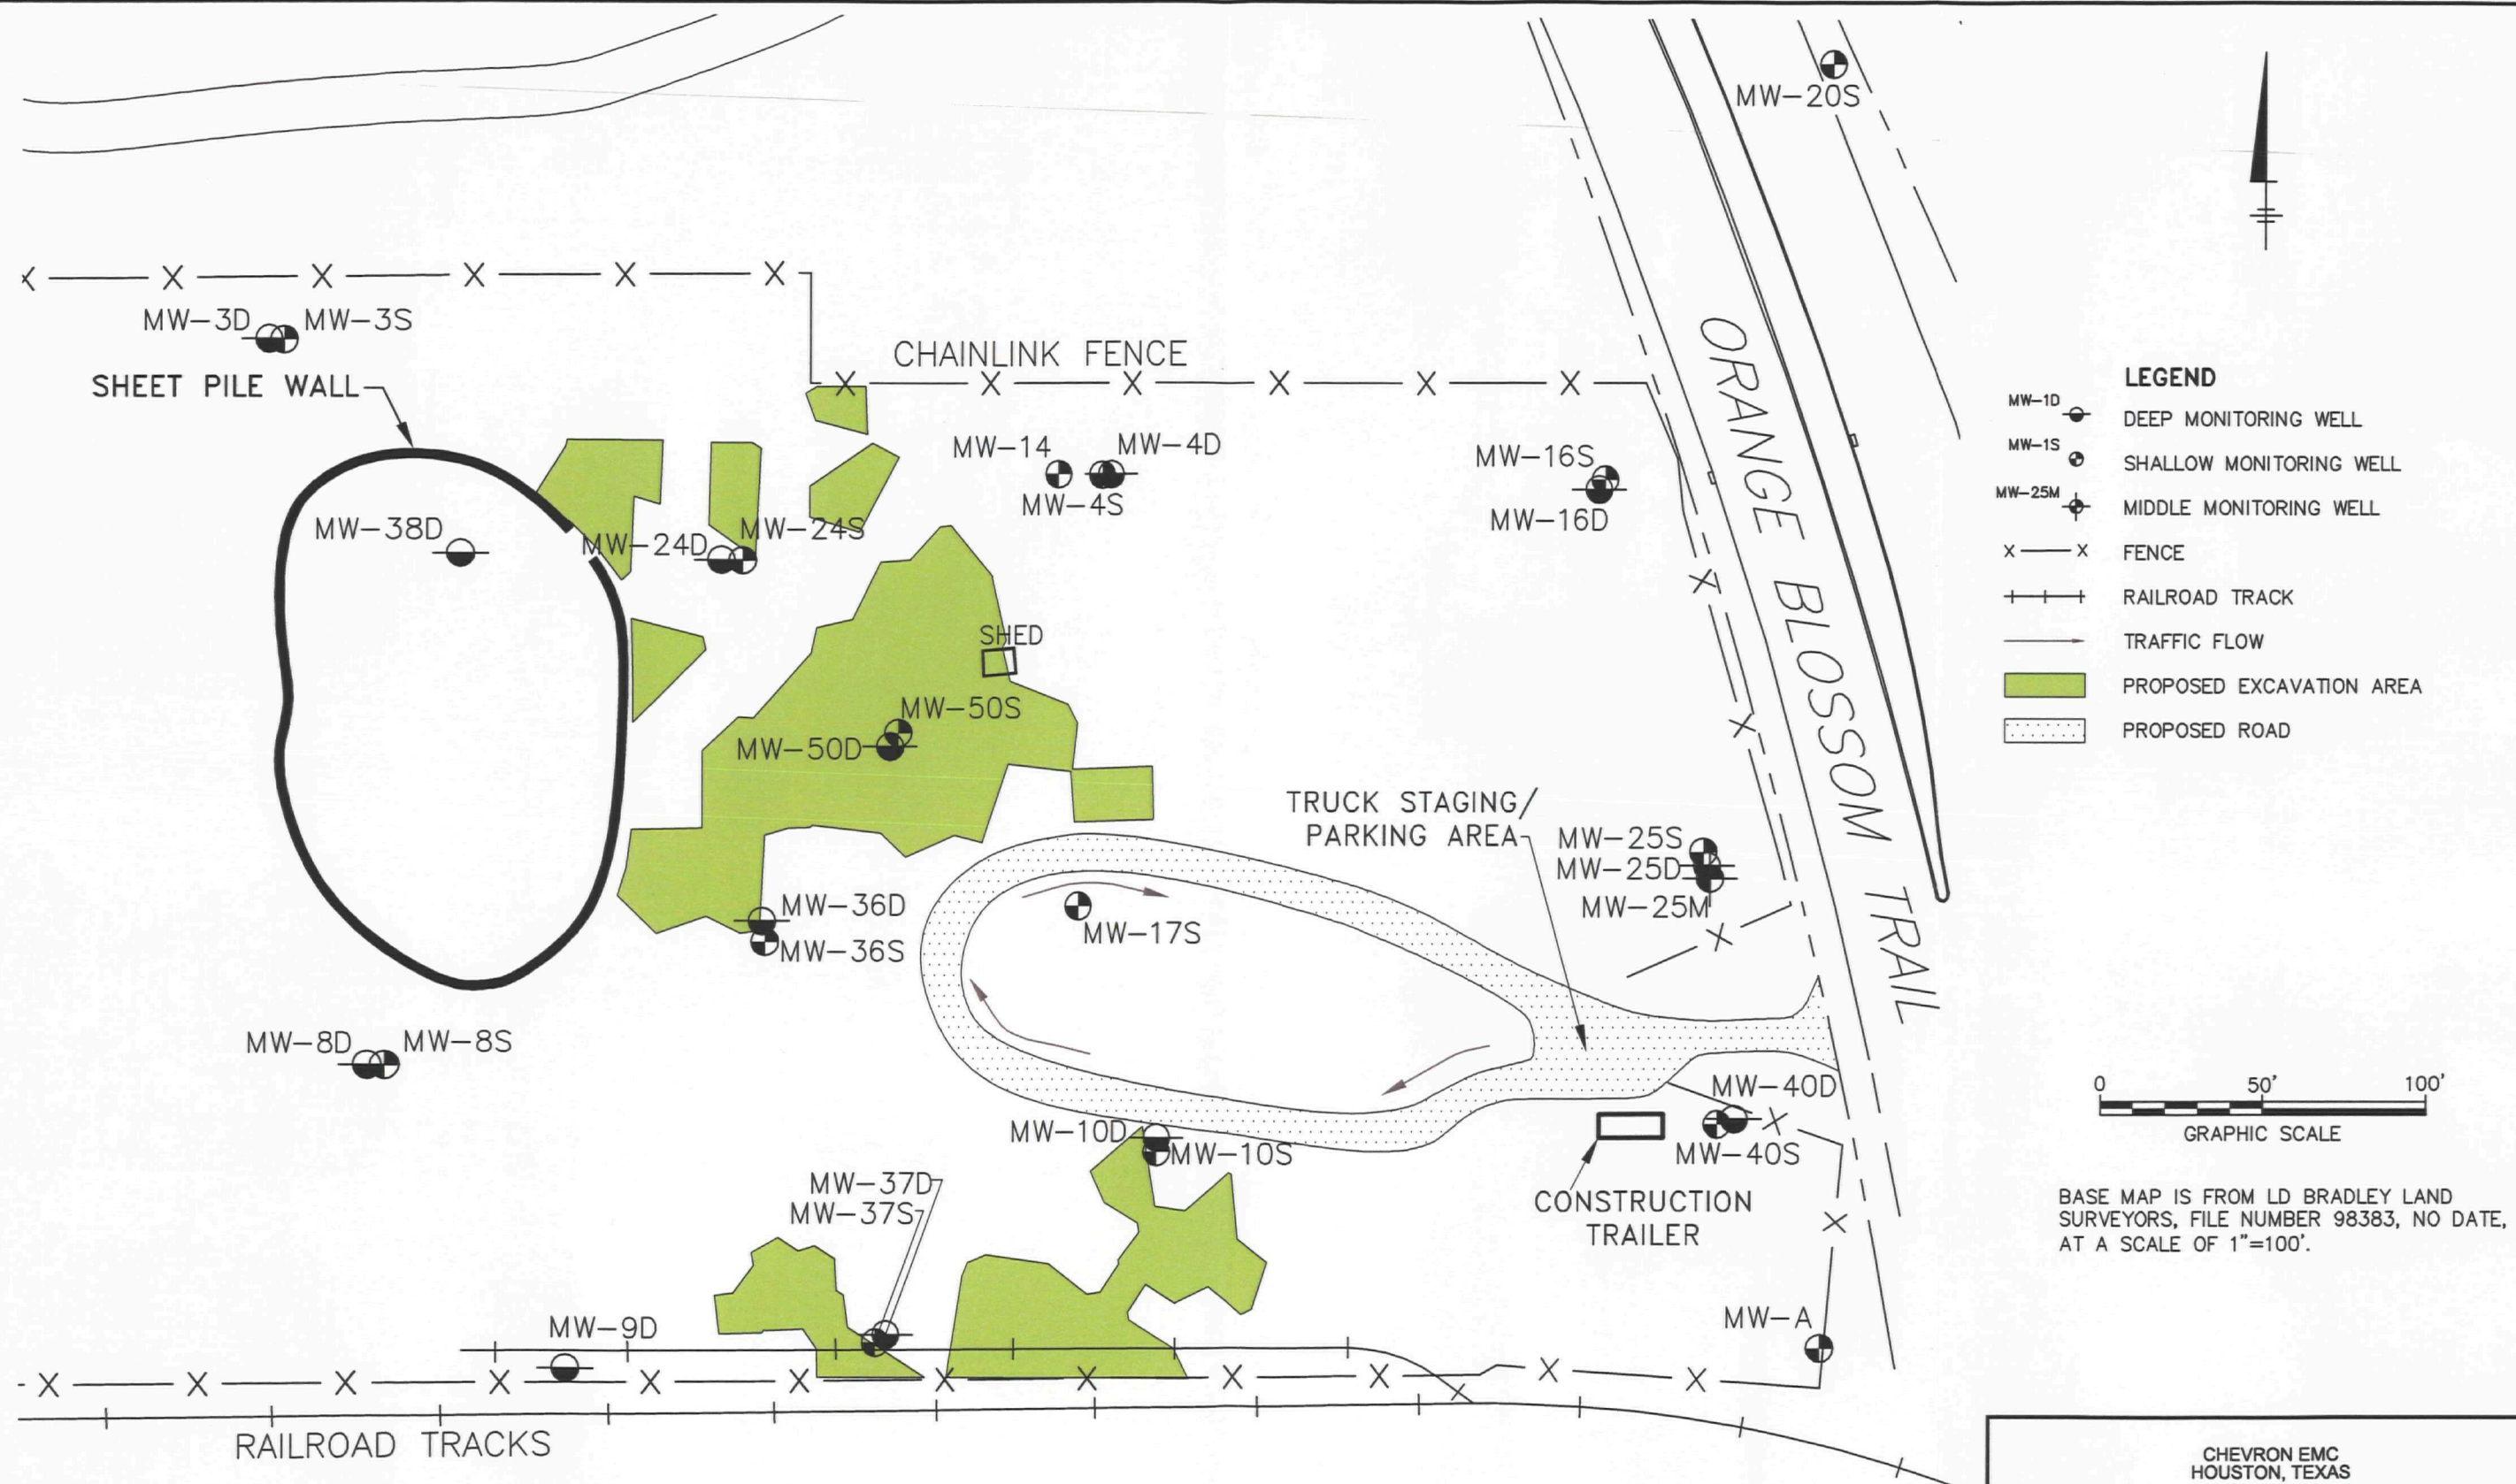 MW-20S
MW-3D
MW-3S
SHEET PILE WALL
CHAINLINK FENCE
MW-14
MW-4D
MW-4S
MW-16S
MW-16D
MW-38D
MW-24D
MW-24S
SHED
MW-50S
MW-50D
ORANGE BLOSSOM TRAIL
TRUCK STAGING/
PARKING AREA
MW-25S
MW-25D
MW-25M
MW-36D
MW-36S
MW-17S
MW-8D
MW-8S
MW-40D
MW-40S
MW-10D
MW-10S
MW-37D
MW-37S
CONSTRUCTION
TRAILER
MW-9D
MW-A
RAILROAD TRACKS
LEGEND
MW-1D
DEEP MONITORING WELL
MW-1S
SHALLOW MONITORING WELL
MW-25M
MIDDLE MONITORING WELL
X X FENCE
RAILROAD TRACK
TRAFFIC FLOW
PROPOSED EXCAVATION AREA
PROPOSED ROAD
0 50' 100'
GRAPHIC SCALE
BASE MAP IS FROM LD BRADLEY LAND
SURVEYORS, FILE NUMBER 98383, NO DATE,
AT A SCALE OF 1"=100'.
CHEVRON EMC
HOUSTON, TEXAS